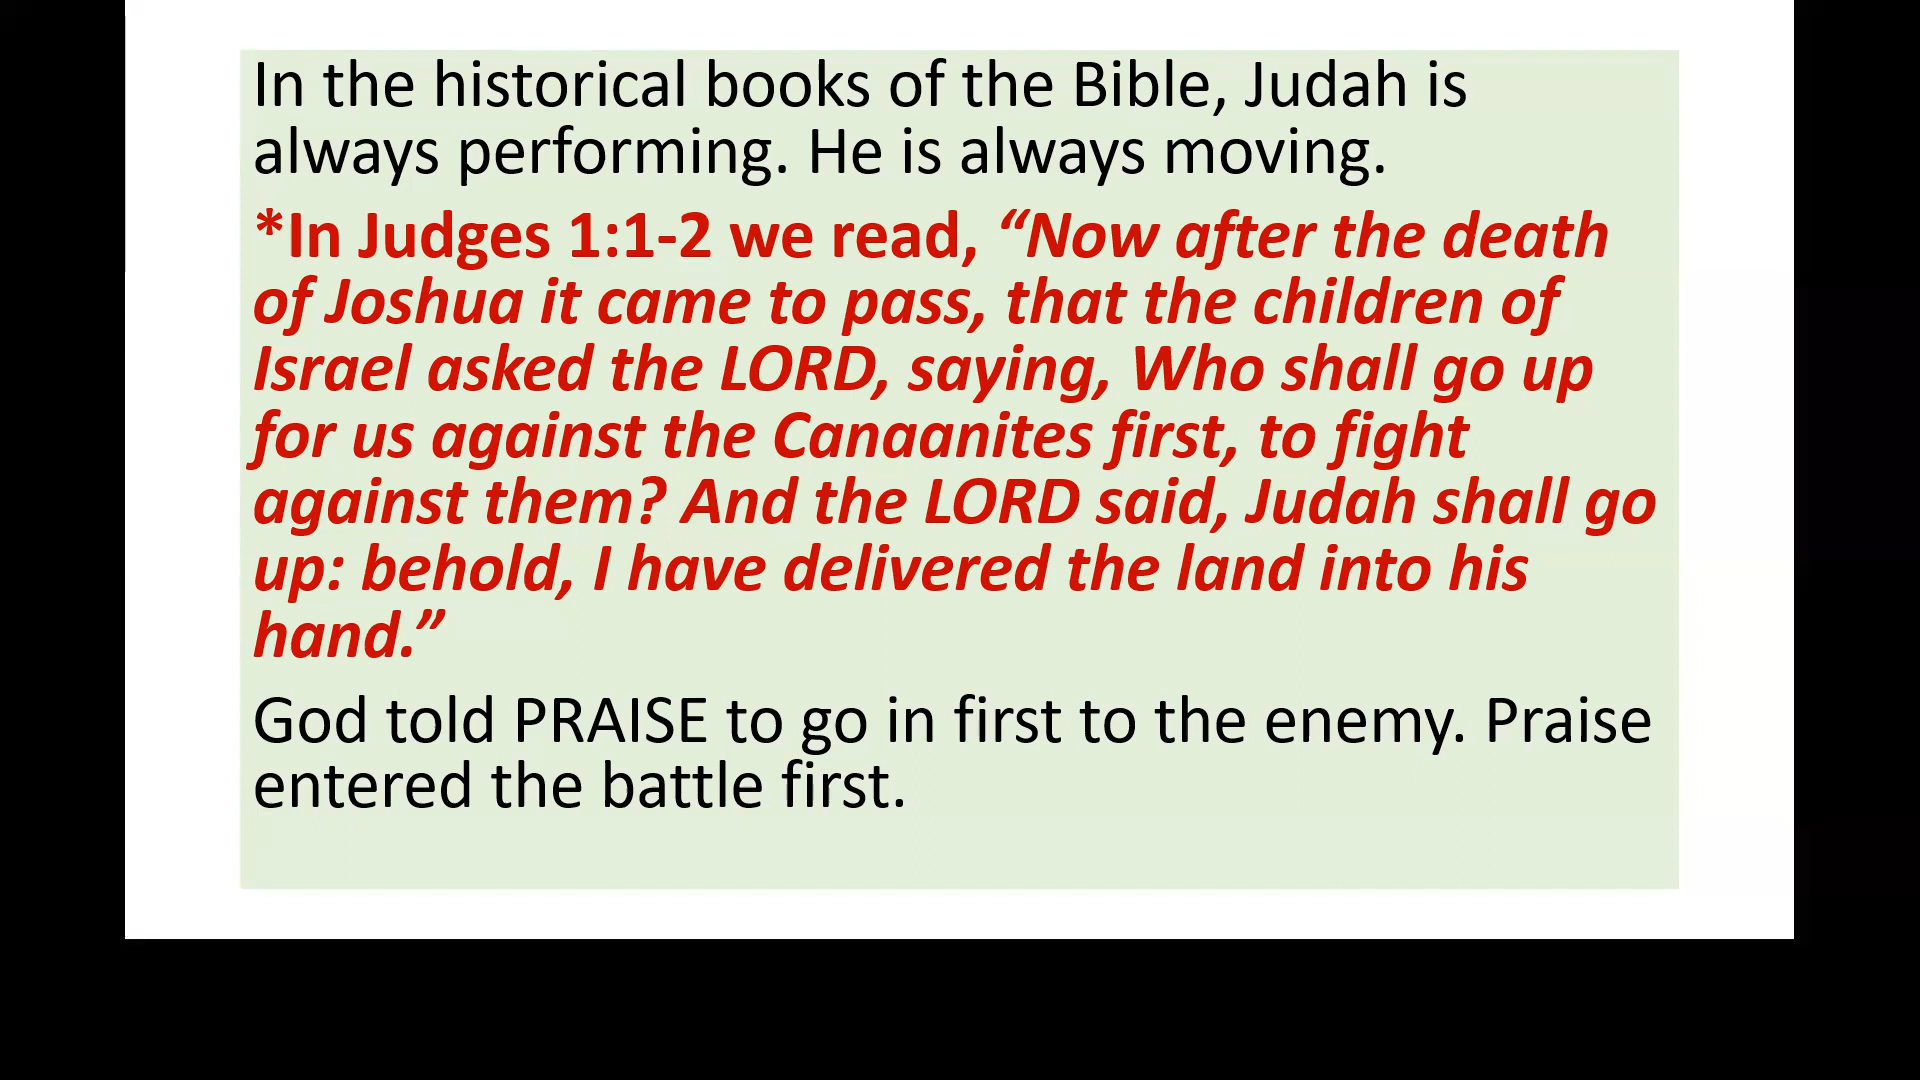 In the historical books of the Bible, Judah is
always performing. He is always moving.
*In Judges 1:1-2 we read, “Now after the death
of Joshua it came to pass, that the children of
Israel asked the LORD, saying, Who shall go up
for us against the Canaanites first, to fight
against them? And the LORD said, Judah shall go
up: behold, I have delivered the land into his
hand.”
God told PRAISE to go in first to the enemy. Praise
entered the battle first.